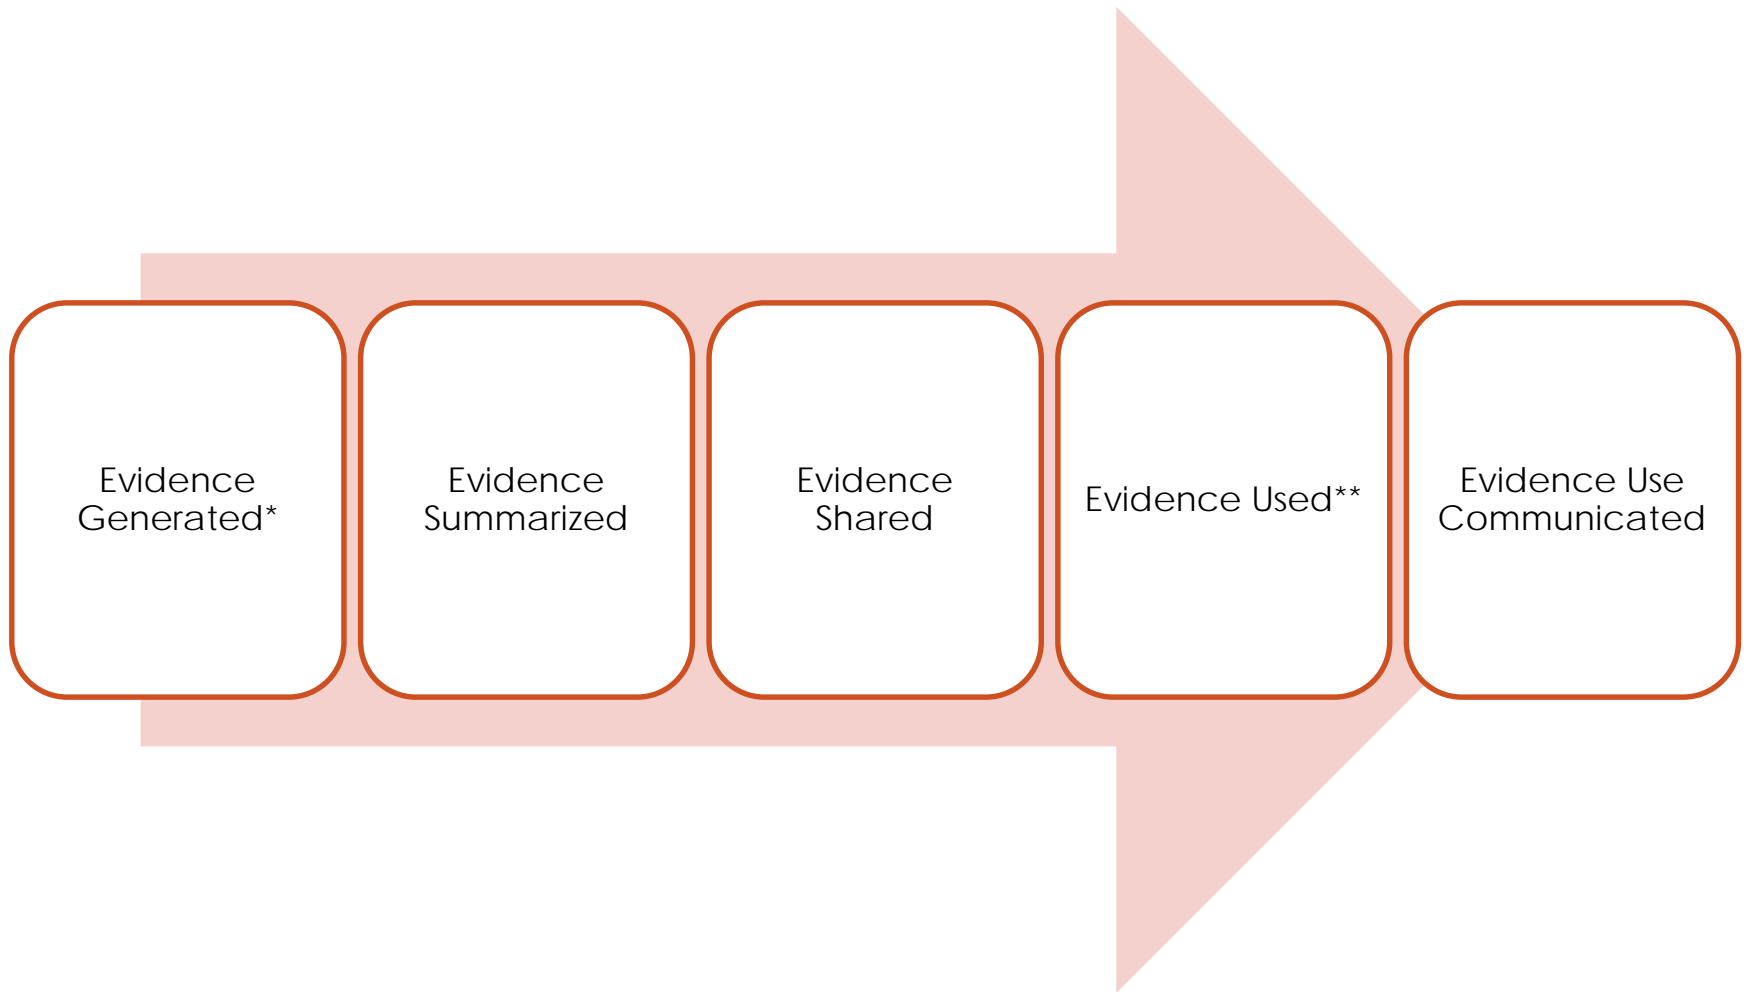 Evidence
Generated*
Evidence
Summarized
Evidence
Shared
Evidence Used**
Evidence Use
Communicated